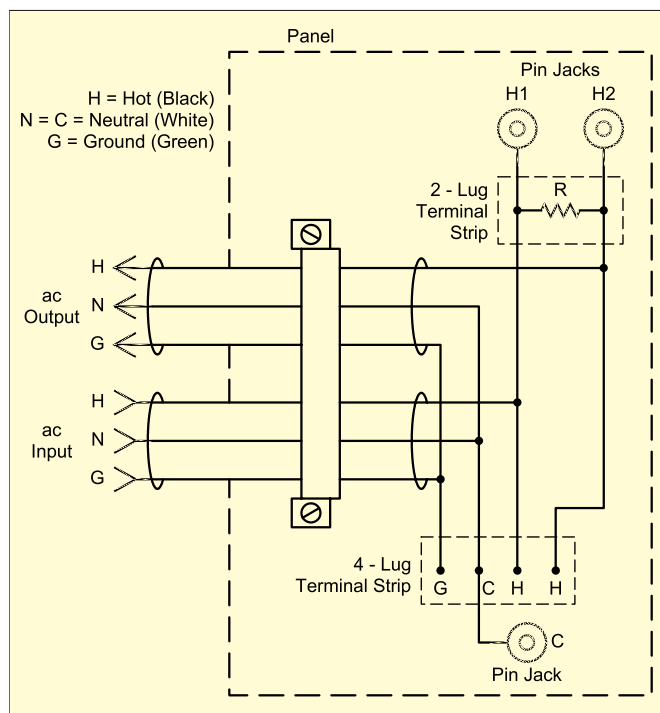 Panel
Pin Jacks
H1 H2
H = Hot (Black)
N = C = Neutral (White)
G = Ground (Green)
2 - Lug
Terminal
Strip
R
H
ac
Output
N
G
H
ac
Input
N
G
4 - Lug
Terminal Strip
G C H H
C
Pin Jack